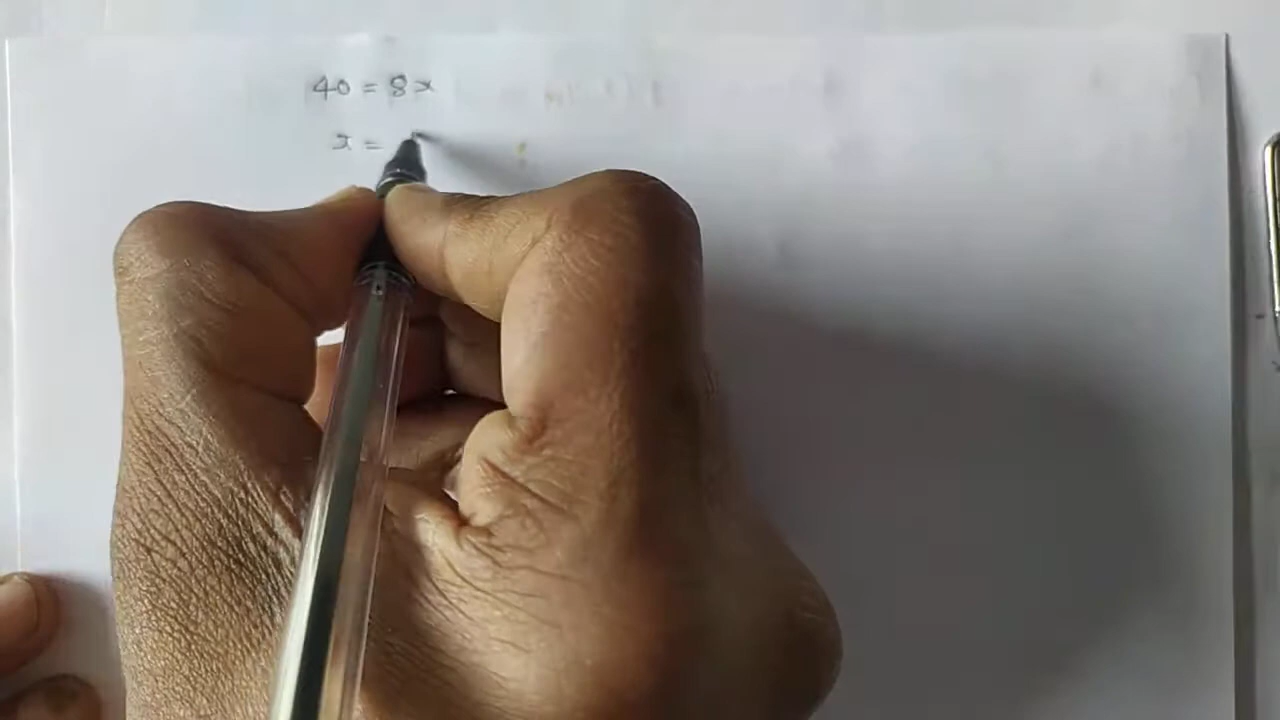 40 = 8x
x =